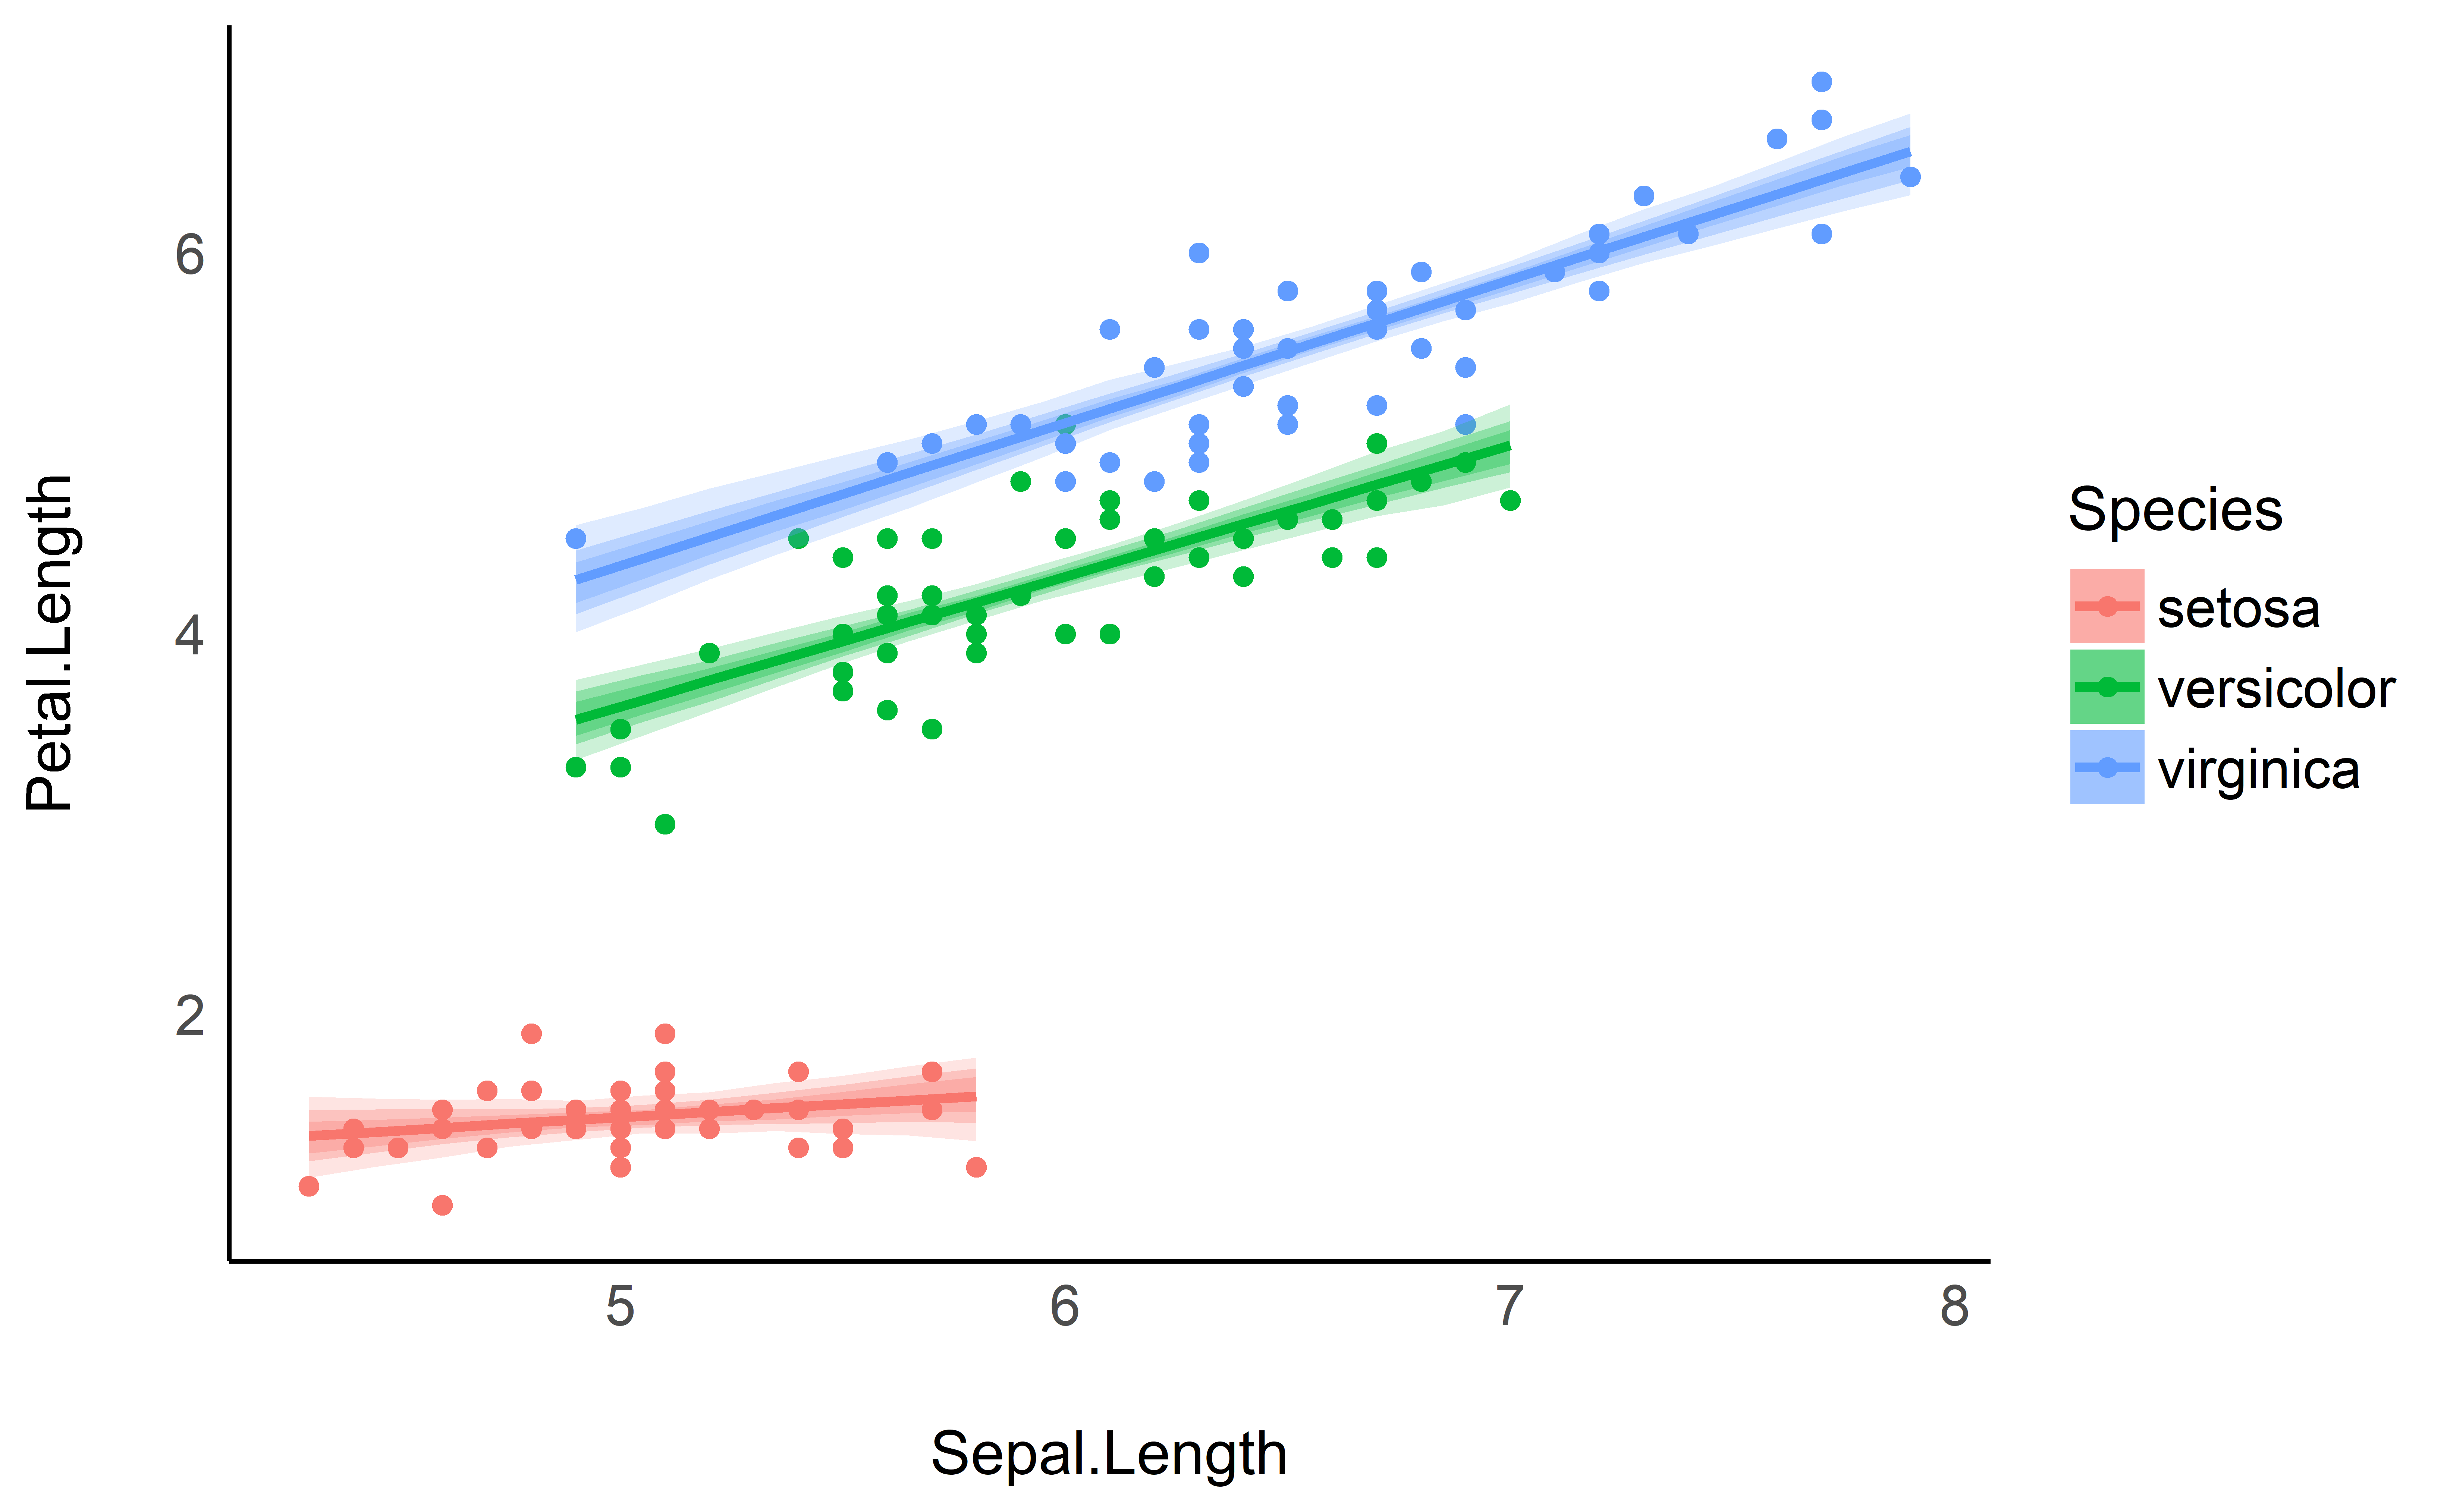 Petal.Length
6
4
2
5 6 7 8
Sepal.Length
Species
setosa
versicolor
virginica